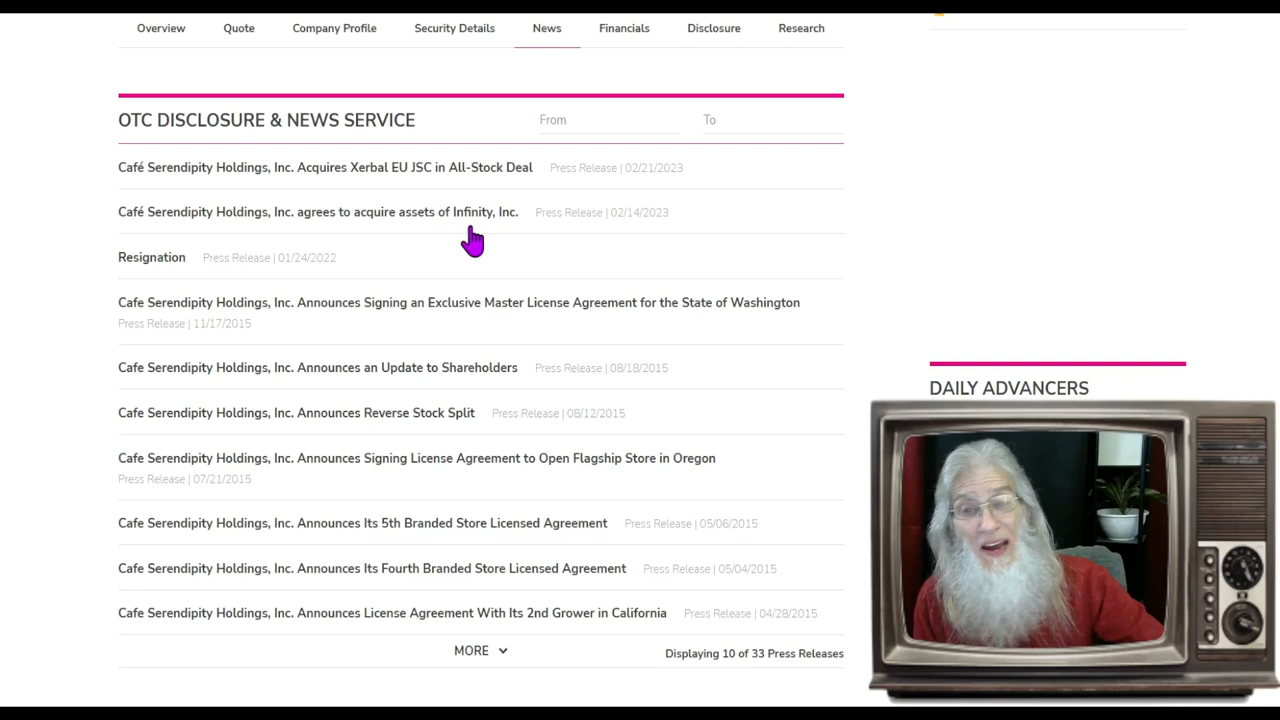 Overview Quote Company Profile Security Details News Financials Disclosure Research
OTC DISCLOSURE & NEWS SERVICE From To
Café Serendipity Holdings, Inc. Acquires Xerbal EU JSC in All-Stock Deal Press Release | 02/21/2023
Café Serendipity Holdings, Inc. agrees to acquire assets of Infinity, Inc. Press Release | 02/14/2023
Resignation Press Release | 01/24/2022
Cafe Serendipity Holdings, Inc. Announces Signing an Exclusive Master License Agreement for the State of Washington
Press Release | 11/17/2015
Cafe Serendipity Holdings, Inc. Announces an Update to Shareholders Press Release | 08/18/2015
Cafe Serendipity Holdings, Inc. Announces Reverse Stock Split Press Release | 08/12/2015
Cafe Serendipity Holdings, Inc. Announces Signing License Agreement to Open Flagship Store in Oregon
Press Release | 07/21/2015
Cafe Serendipity Holdings, Inc. Announces Its 5th Branded Store Licensed Agreement Press Release | 05/06/2015
Cafe Serendipity Holdings, Inc. Announces Its Fourth Branded Store Licensed Agreement Press Release | 05/04/2015
Cafe Serendipity Holdings, Inc. Announces License Agreement With Its 2nd Grower in California Press Release | 04/28/2015
MORE Displaying 10 of 33 Press Releases
DAILY ADVANCERS